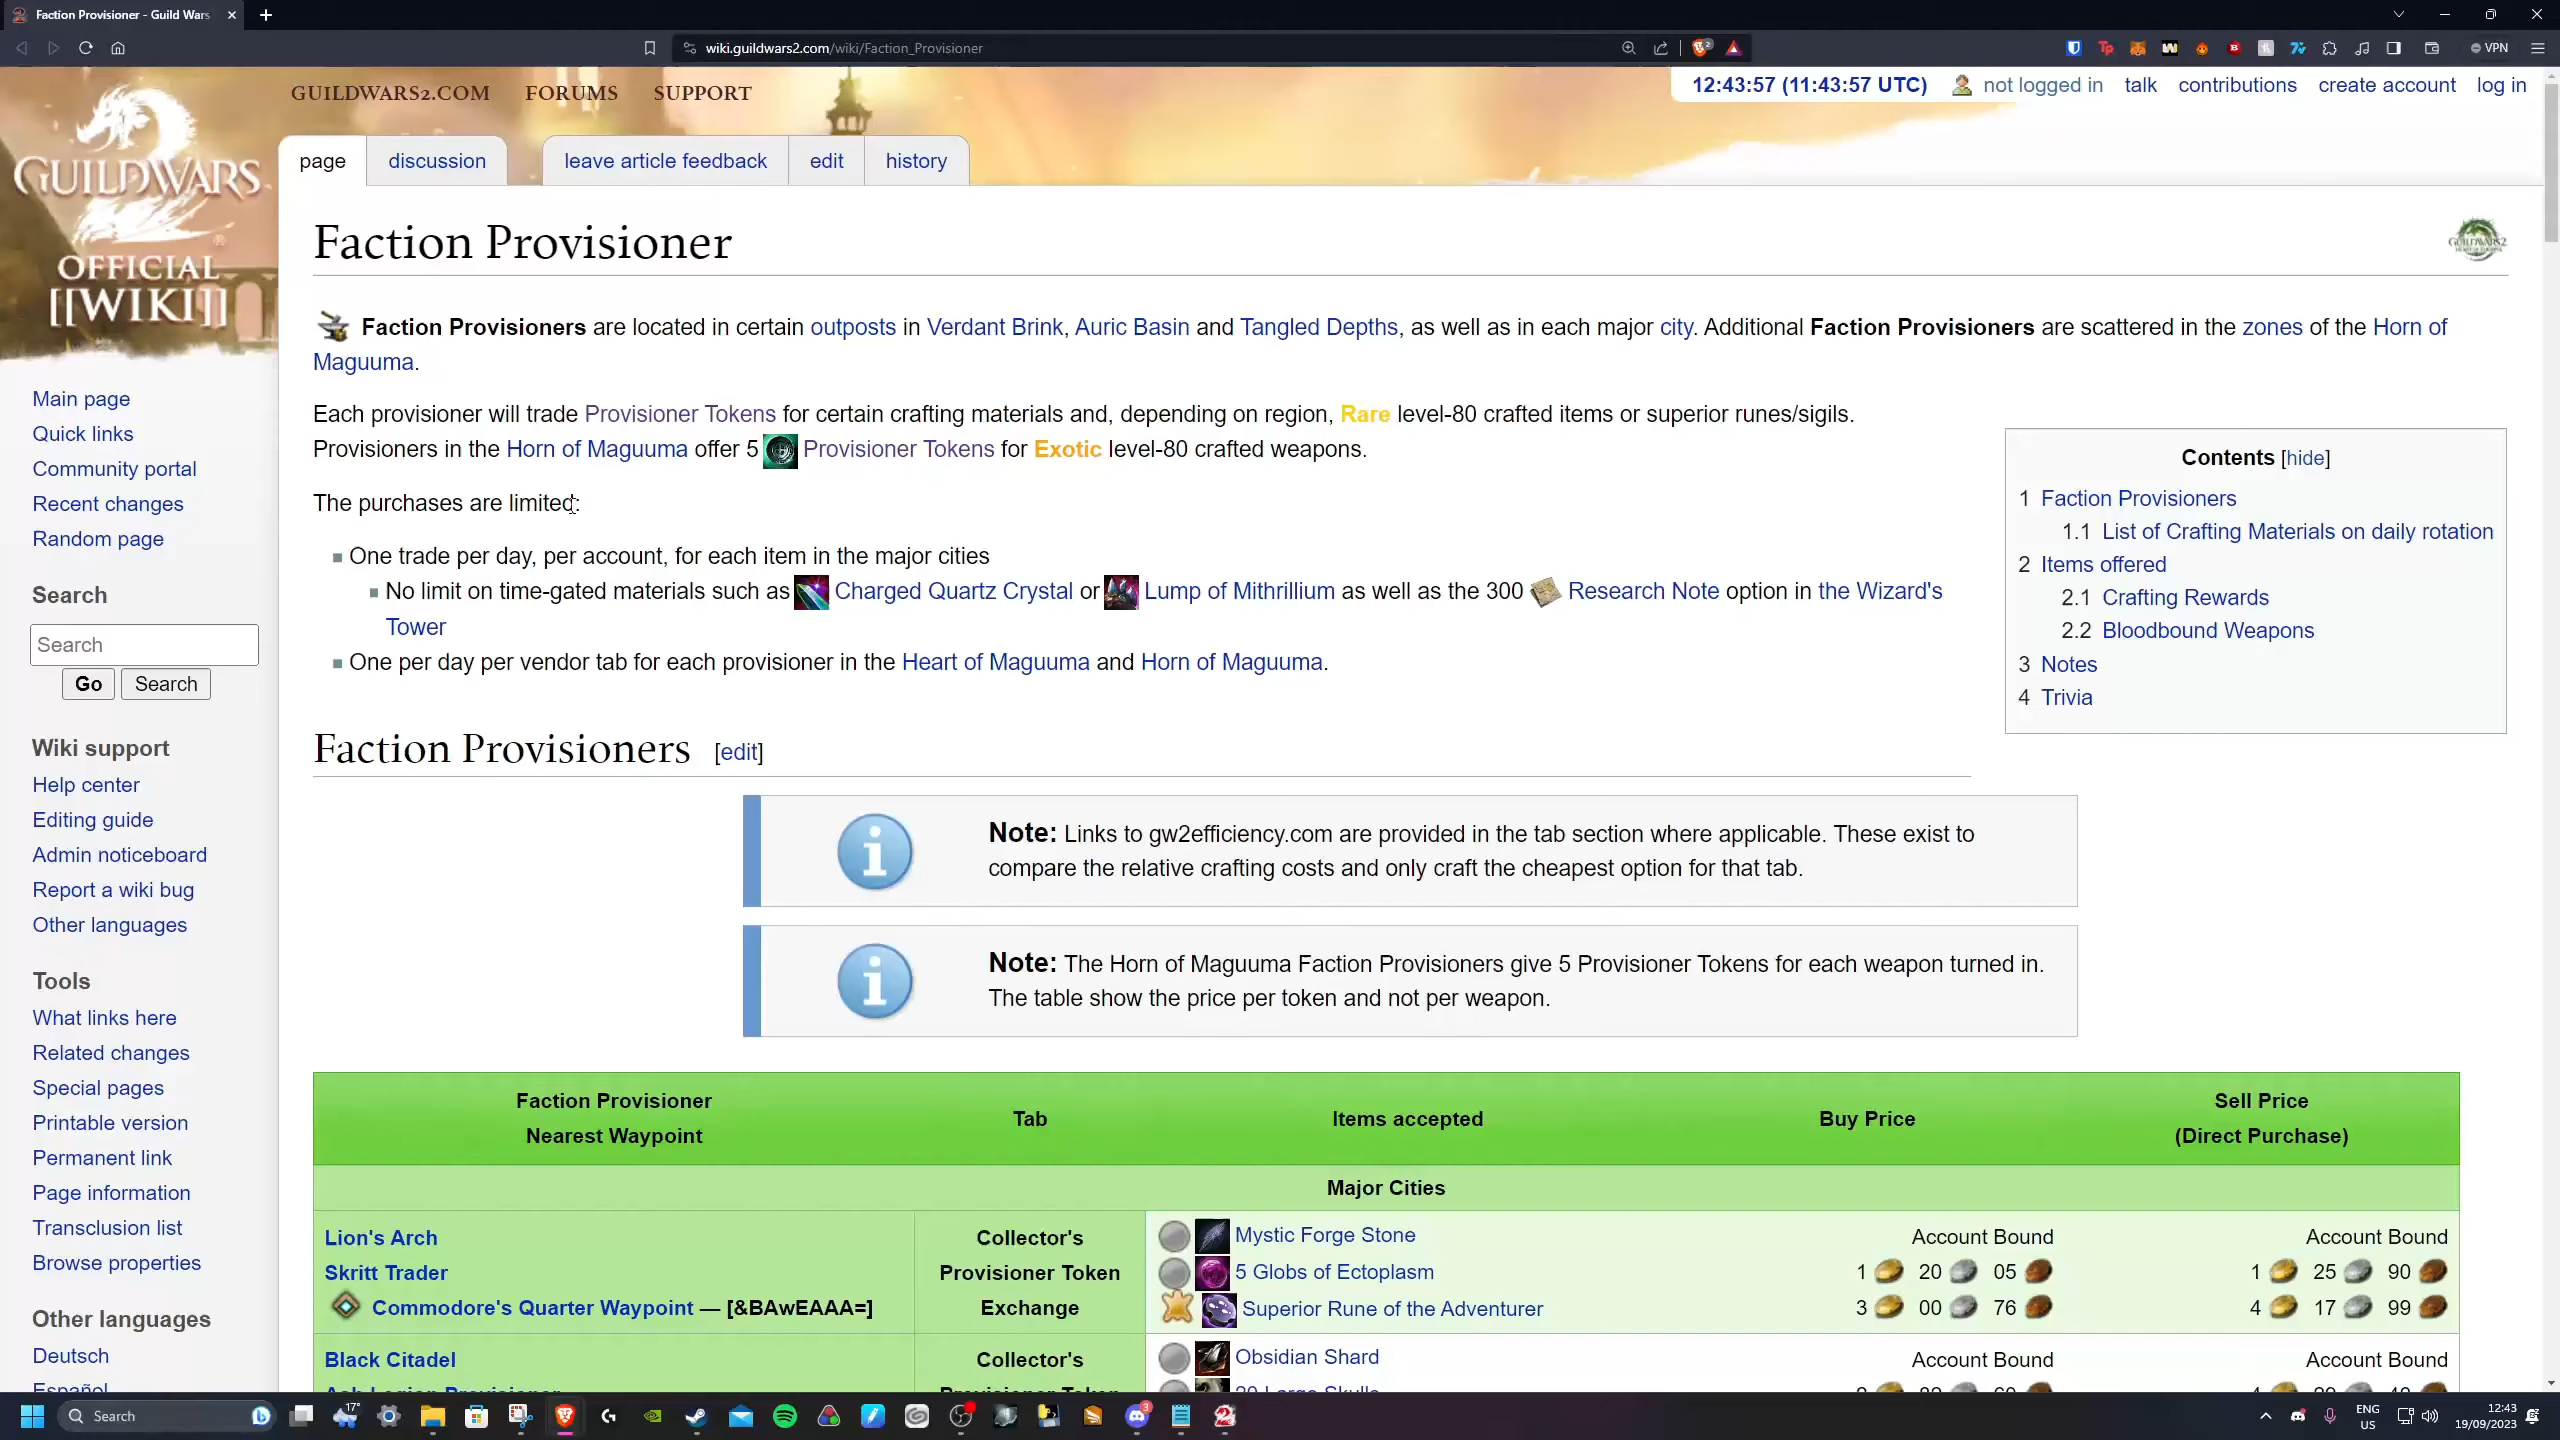 Faction Provisioner - Guild Wars
wiki.guildwars2.com/wiki/Faction_Provisioner
VPN
GUILDWARS2.COM FORUMS SUPPORT
12:43:57 (11:43:57 UTC) not logged in talk contributions create account log in
GUILDWARS
OFFICIAL
[[WIKI]]
page discussion leave article feedback edit history
Faction Provisioner
Faction Provisioners are located in certain outposts in Verdant Brink, Auric Basin and Tangled Depths, as well as in each major city. Additional Faction Provisioners are scattered in the zones of the Horn of
Maguuma.
Each provisioner will trade Provisioner Tokens for certain crafting materials and, depending on region, Rare level-80 crafted items or superior runes/sigils.
Provisioners in the Horn of Maguuma offer 5 Provisioner Tokens for Exotic level-80 crafted weapons.
The purchases are limited:
One trade per day, per account, for each item in the major cities
No limit on time-gated materials such as Charged Quartz Crystal or Lump of Mithrillium as well as the 300 Research Note option in the Wizard's
Tower
One per day per vendor tab for each provisioner in the Heart of Maguuma and Horn of Maguuma.
Contents [hide]
1 Faction Provisioners
1.1 List of Crafting Materials on daily rotation
2 Items offered
2.1 Crafting Rewards
2.2 Bloodbound Weapons
3 Notes
4 Trivia
Faction Provisioners [edit]
Note: Links to gw2efficiency.com are provided in the tab section where applicable. These exist to
compare the relative crafting costs and only craft the cheapest option for that tab.
Note: The Horn of Maguuma Faction Provisioners give 5 Provisioner Tokens for each weapon turned in.
The table show the price per token and not per weapon.
Faction Provisioner
Nearest Waypoint
Tab
Items accepted
Buy Price
Sell Price
(Direct Purchase)
Major Cities
Lion's Arch
Skritt Trader
Commodore's Quarter Waypoint — [&BAwEAAA=]
Collector's
Provisioner Token
Exchange
Mystic Forge Stone Account Bound Account Bound
5 Globs of Ectoplasm 1 20 05 1 25 90
Superior Rune of the Adventurer 3 00 76 4 17 99
Black Citadel
Ash Legion Provisioner
Collector's
Provisioner Token
Obsidian Shard Account Bound Account Bound
20 Large Skulls
Main page
Quick links
Community portal
Recent changes
Random page
Search
Search
Go Search
Wiki support
Help center
Editing guide
Admin noticeboard
Report a wiki bug
Other languages
Tools
What links here
Related changes
Special pages
Printable version
Permanent link
Page information
Transclusion list
Browse properties
Other languages
Deutsch
Español
Search
17°
3
ENG
US
12:43
19/09/2023